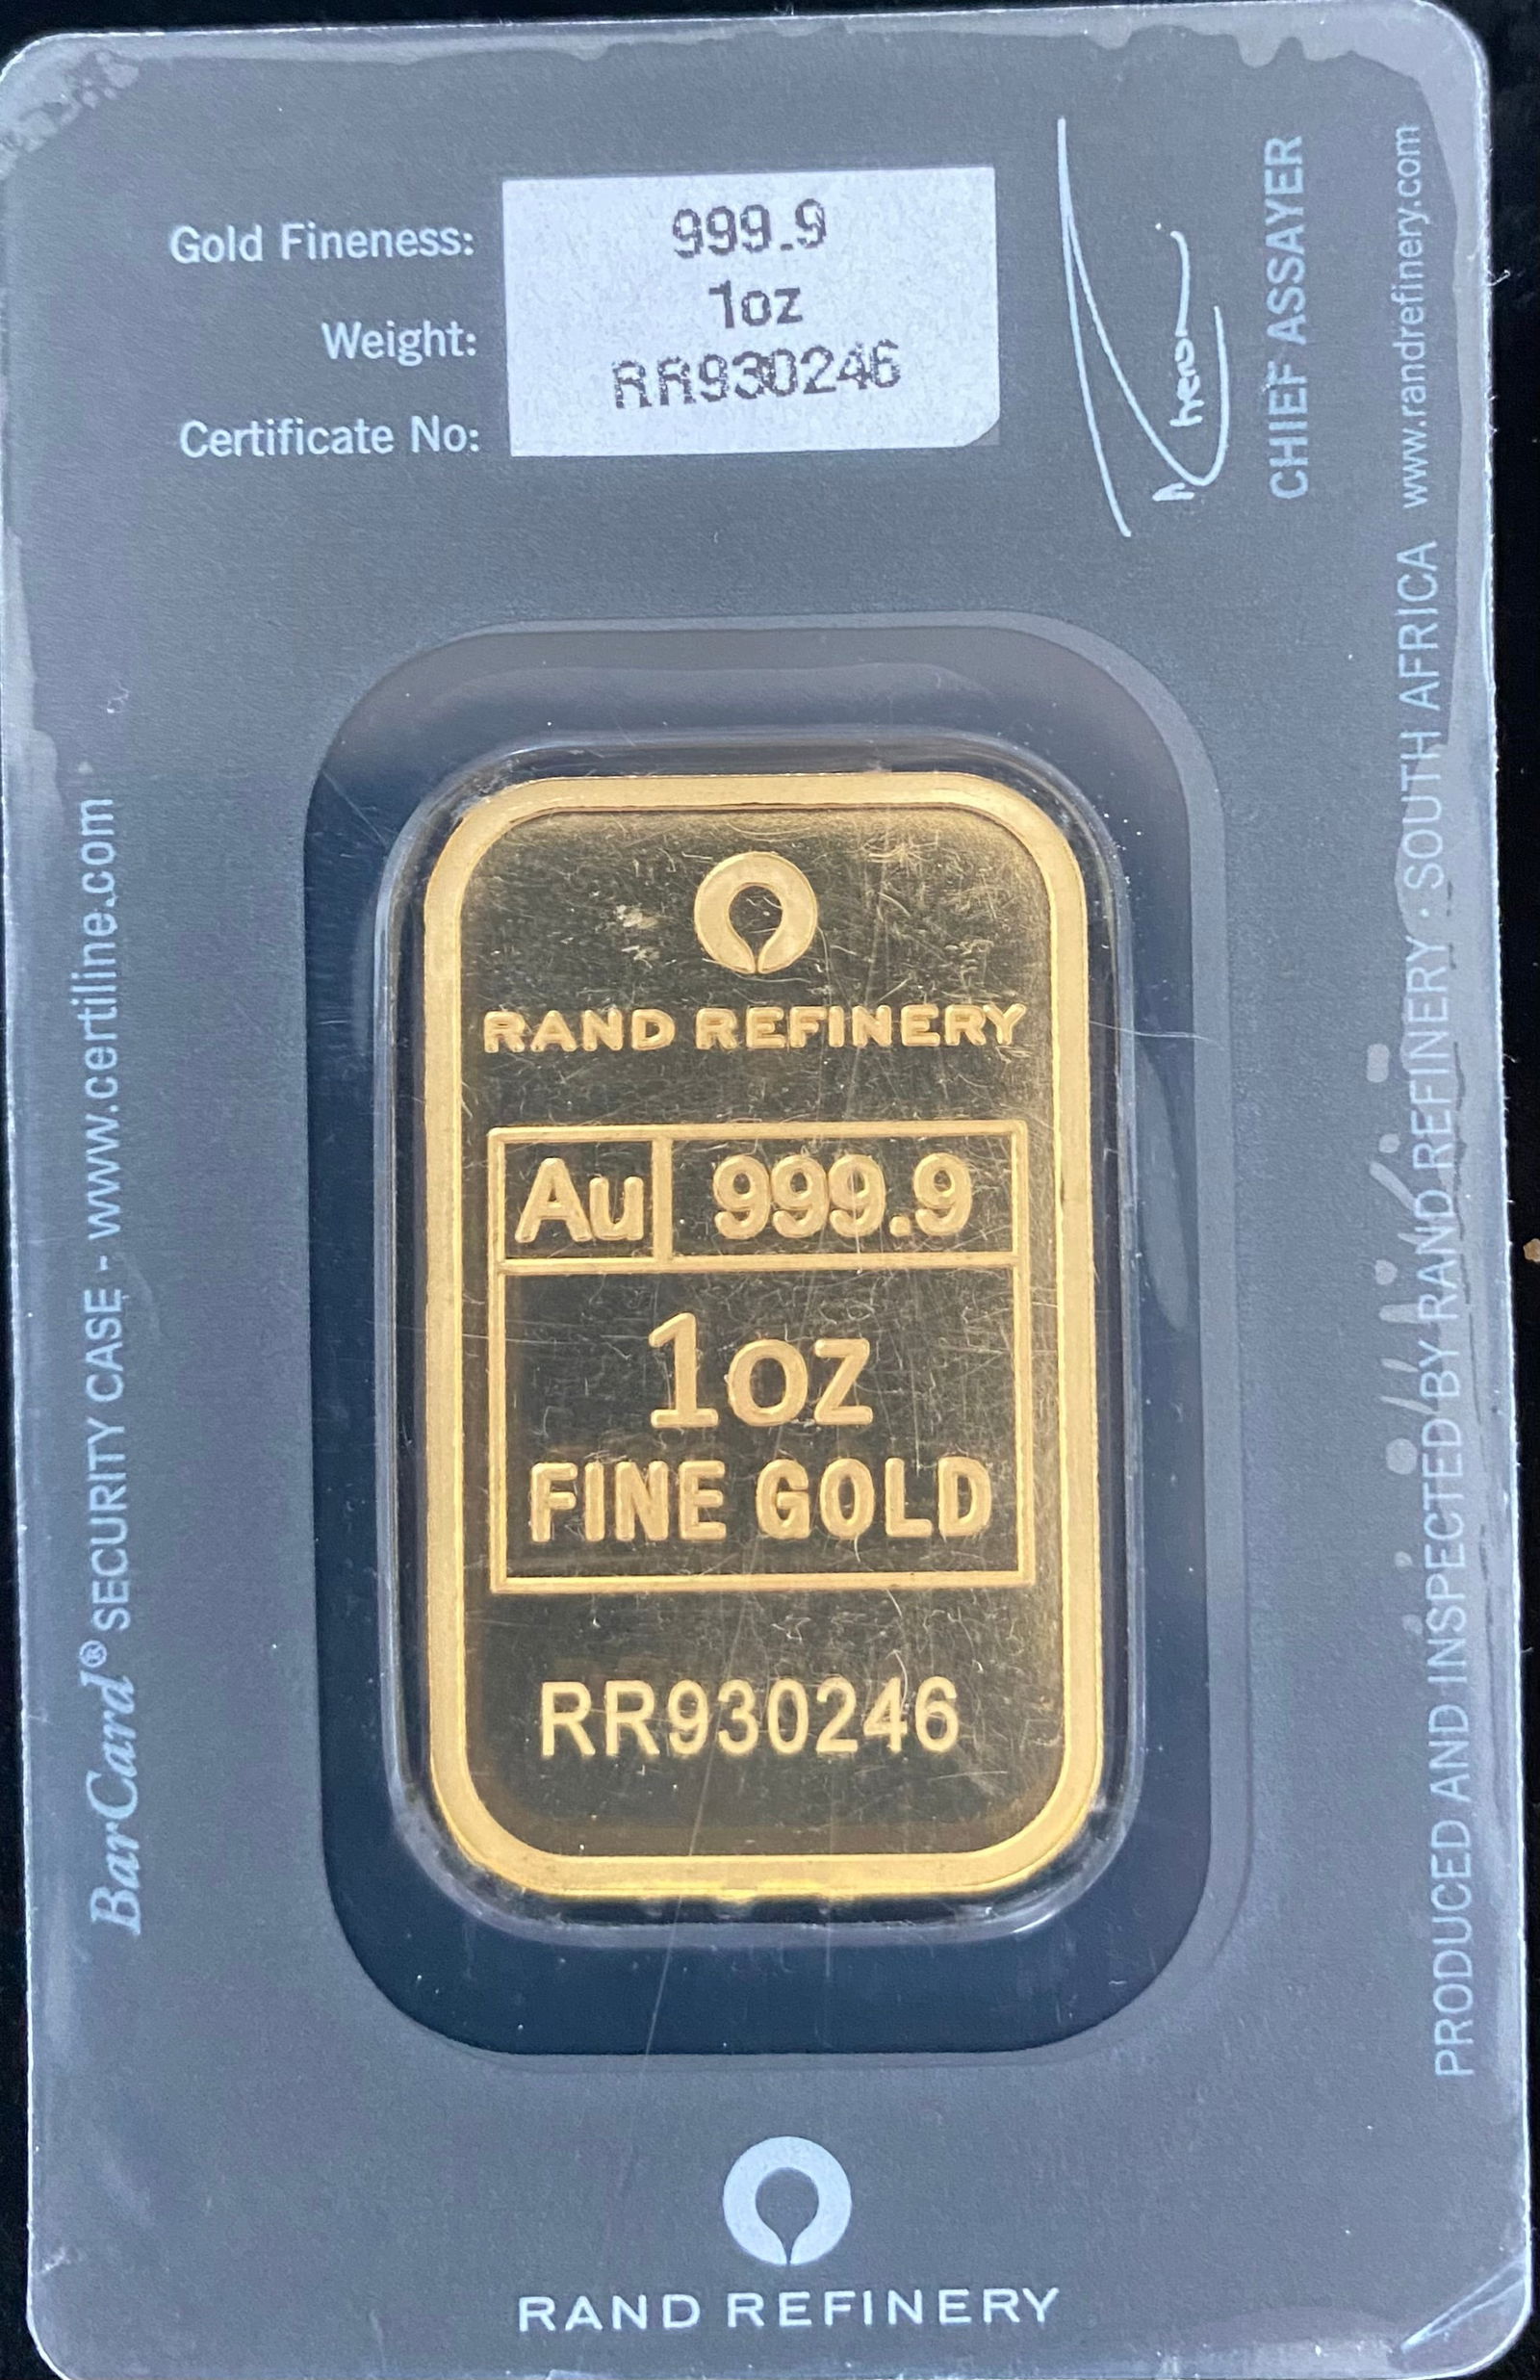 Gold Fineness: 999.9
Weight: 1oz
Certificate No: RR930246
CHIEF ASSAYER
BarCard® SECURITY CASE - www.certiline.com
PRODUCED AND INSPECTED BY RAND REFINERY · SOUTH AFRICA www.randrefinery.com
RAND REFINERY
Au 999.9
1oz
FINE GOLD
RR930246
RAND REFINERY